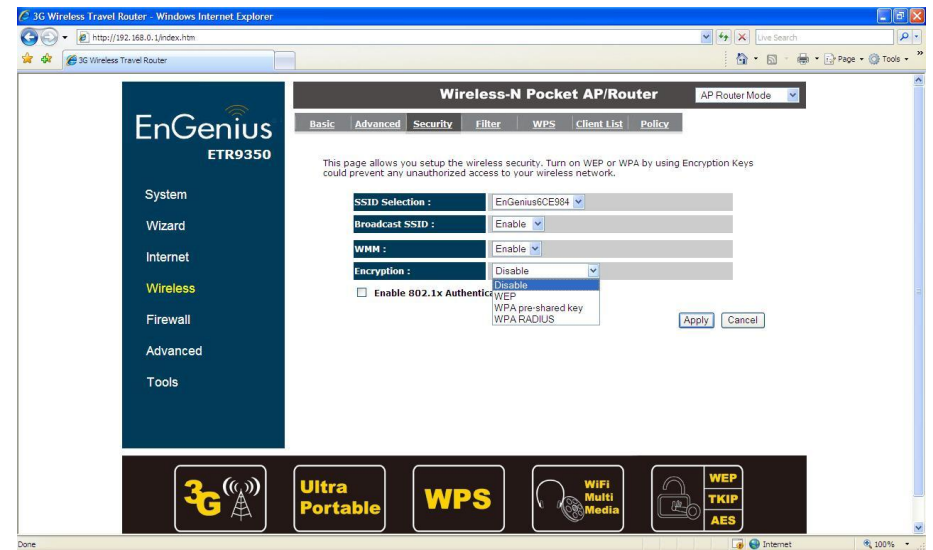 3G Wireless Travel Router - Windows Internet Explorer
http://192.168.0.1/index.htm
Live Search
3G Wireless Travel Router
Page
Tools
Wireless-N Pocket AP/Router
AP Router Mode
EnGenius
ETR9350
Basic Advanced Security Filter WPS Client List Policy
This page allows you setup the wireless security. Turn on WEP or WPA by using Encryption Keys
could prevent any unauthorized access to your wireless network.
System
Wizard
Internet
Wireless
Firewall
Advanced
Tools
SSID Selection : EnGenius6CE984
Broadcast SSID : Enable
WMM : Enable
Encryption : Disable
Disable
WEP
WPA pre-shared key
WPA RADIUS
Enable 802.1x Authentica
Apply Cancel
3G
Ultra
Portable
WPS
WiFi
Multi
Media
WEP
TKIP
AES
Done
Internet
100%